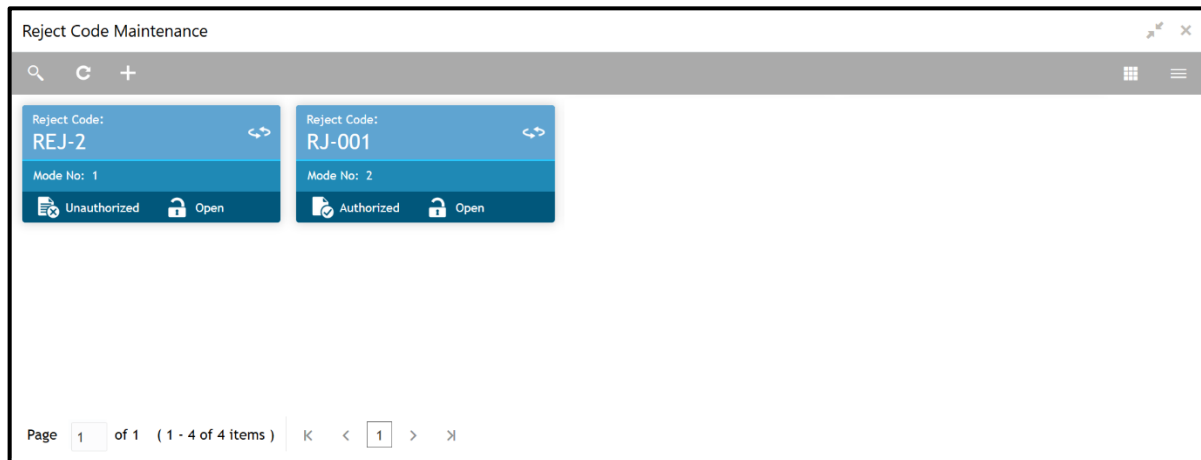 Reject Code Maintenance
Reject Code:
REJ-2
Mode No: 1
Unauthorized Open
Reject Code:
RJ-001
Mode No: 2
Authorized Open
Page 1 of 1 ( 1 - 4 of 4 items ) 1